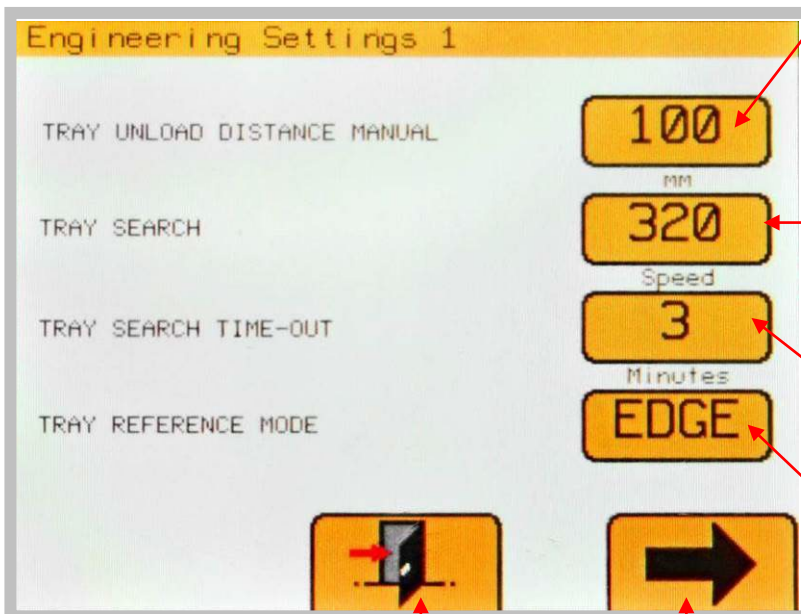 Engineering Settings 1
TRAY UNLOAD DISTANCE MANUAL
100
MM
TRAY SEARCH
320
Speed
TRAY SEARCH TIME-OUT
3
Minutes
TRAY REFERENCE MODE
EDGE